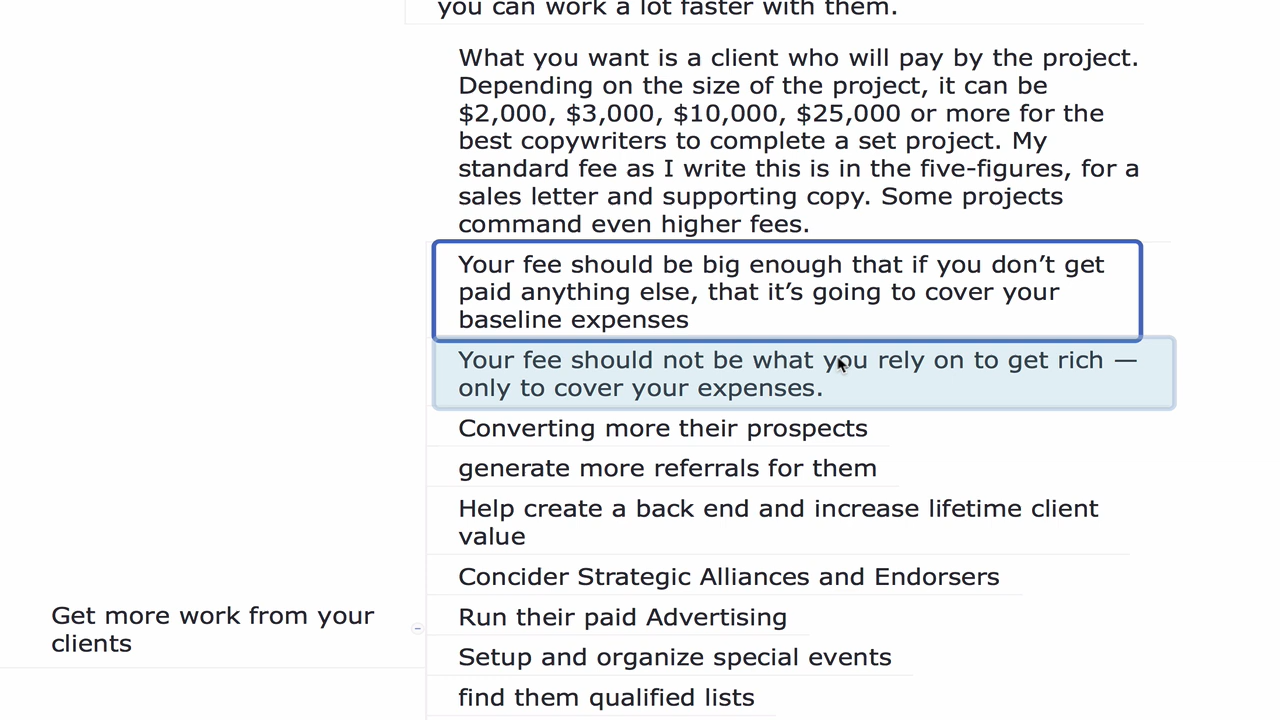 you can work a lot faster with them.
What you want is a client who will pay by the project.
Depending on the size of the project, it can be
$2,000, $3,000, $10,000, $25,000 or more for the
best copywriters to complete a set project. My
standard fee as I write this is in the five-figures, for a
sales letter and supporting copy. Some projects
command even higher fees.
Your fee should be big enough that if you don’t get
paid anything else, that it’s going to cover your
baseline expenses
Your fee should not be what you rely on to get rich —
only to cover your expenses.
Converting more their prospects
generate more referrals for them
Help create a back end and increase lifetime client
value
Concider Strategic Alliances and Endorsers
Get more work from your
clients
Run their paid Advertising
Setup and organize special events
find them qualified lists